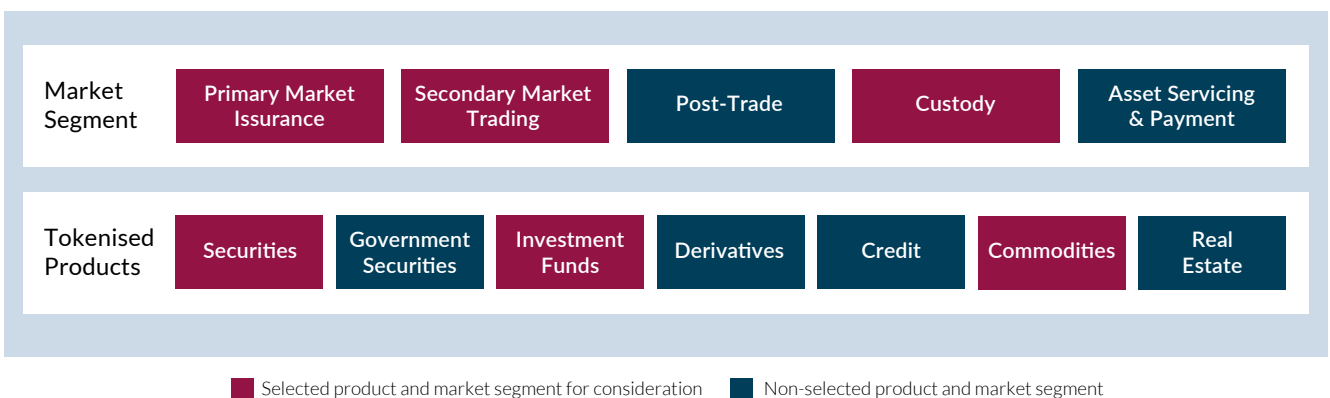 Market
Segment
Primary Market
Issurance
Secondary Market
Trading
Post-Trade
Custody
Asset Servicing
& Payment
Tokenised
Products
Securities
Government
Securities
Investment
Funds
Derivatives
Credit
Commodities
Real
Estate
Selected product and market segment for consideration
Non-selected product and market segment